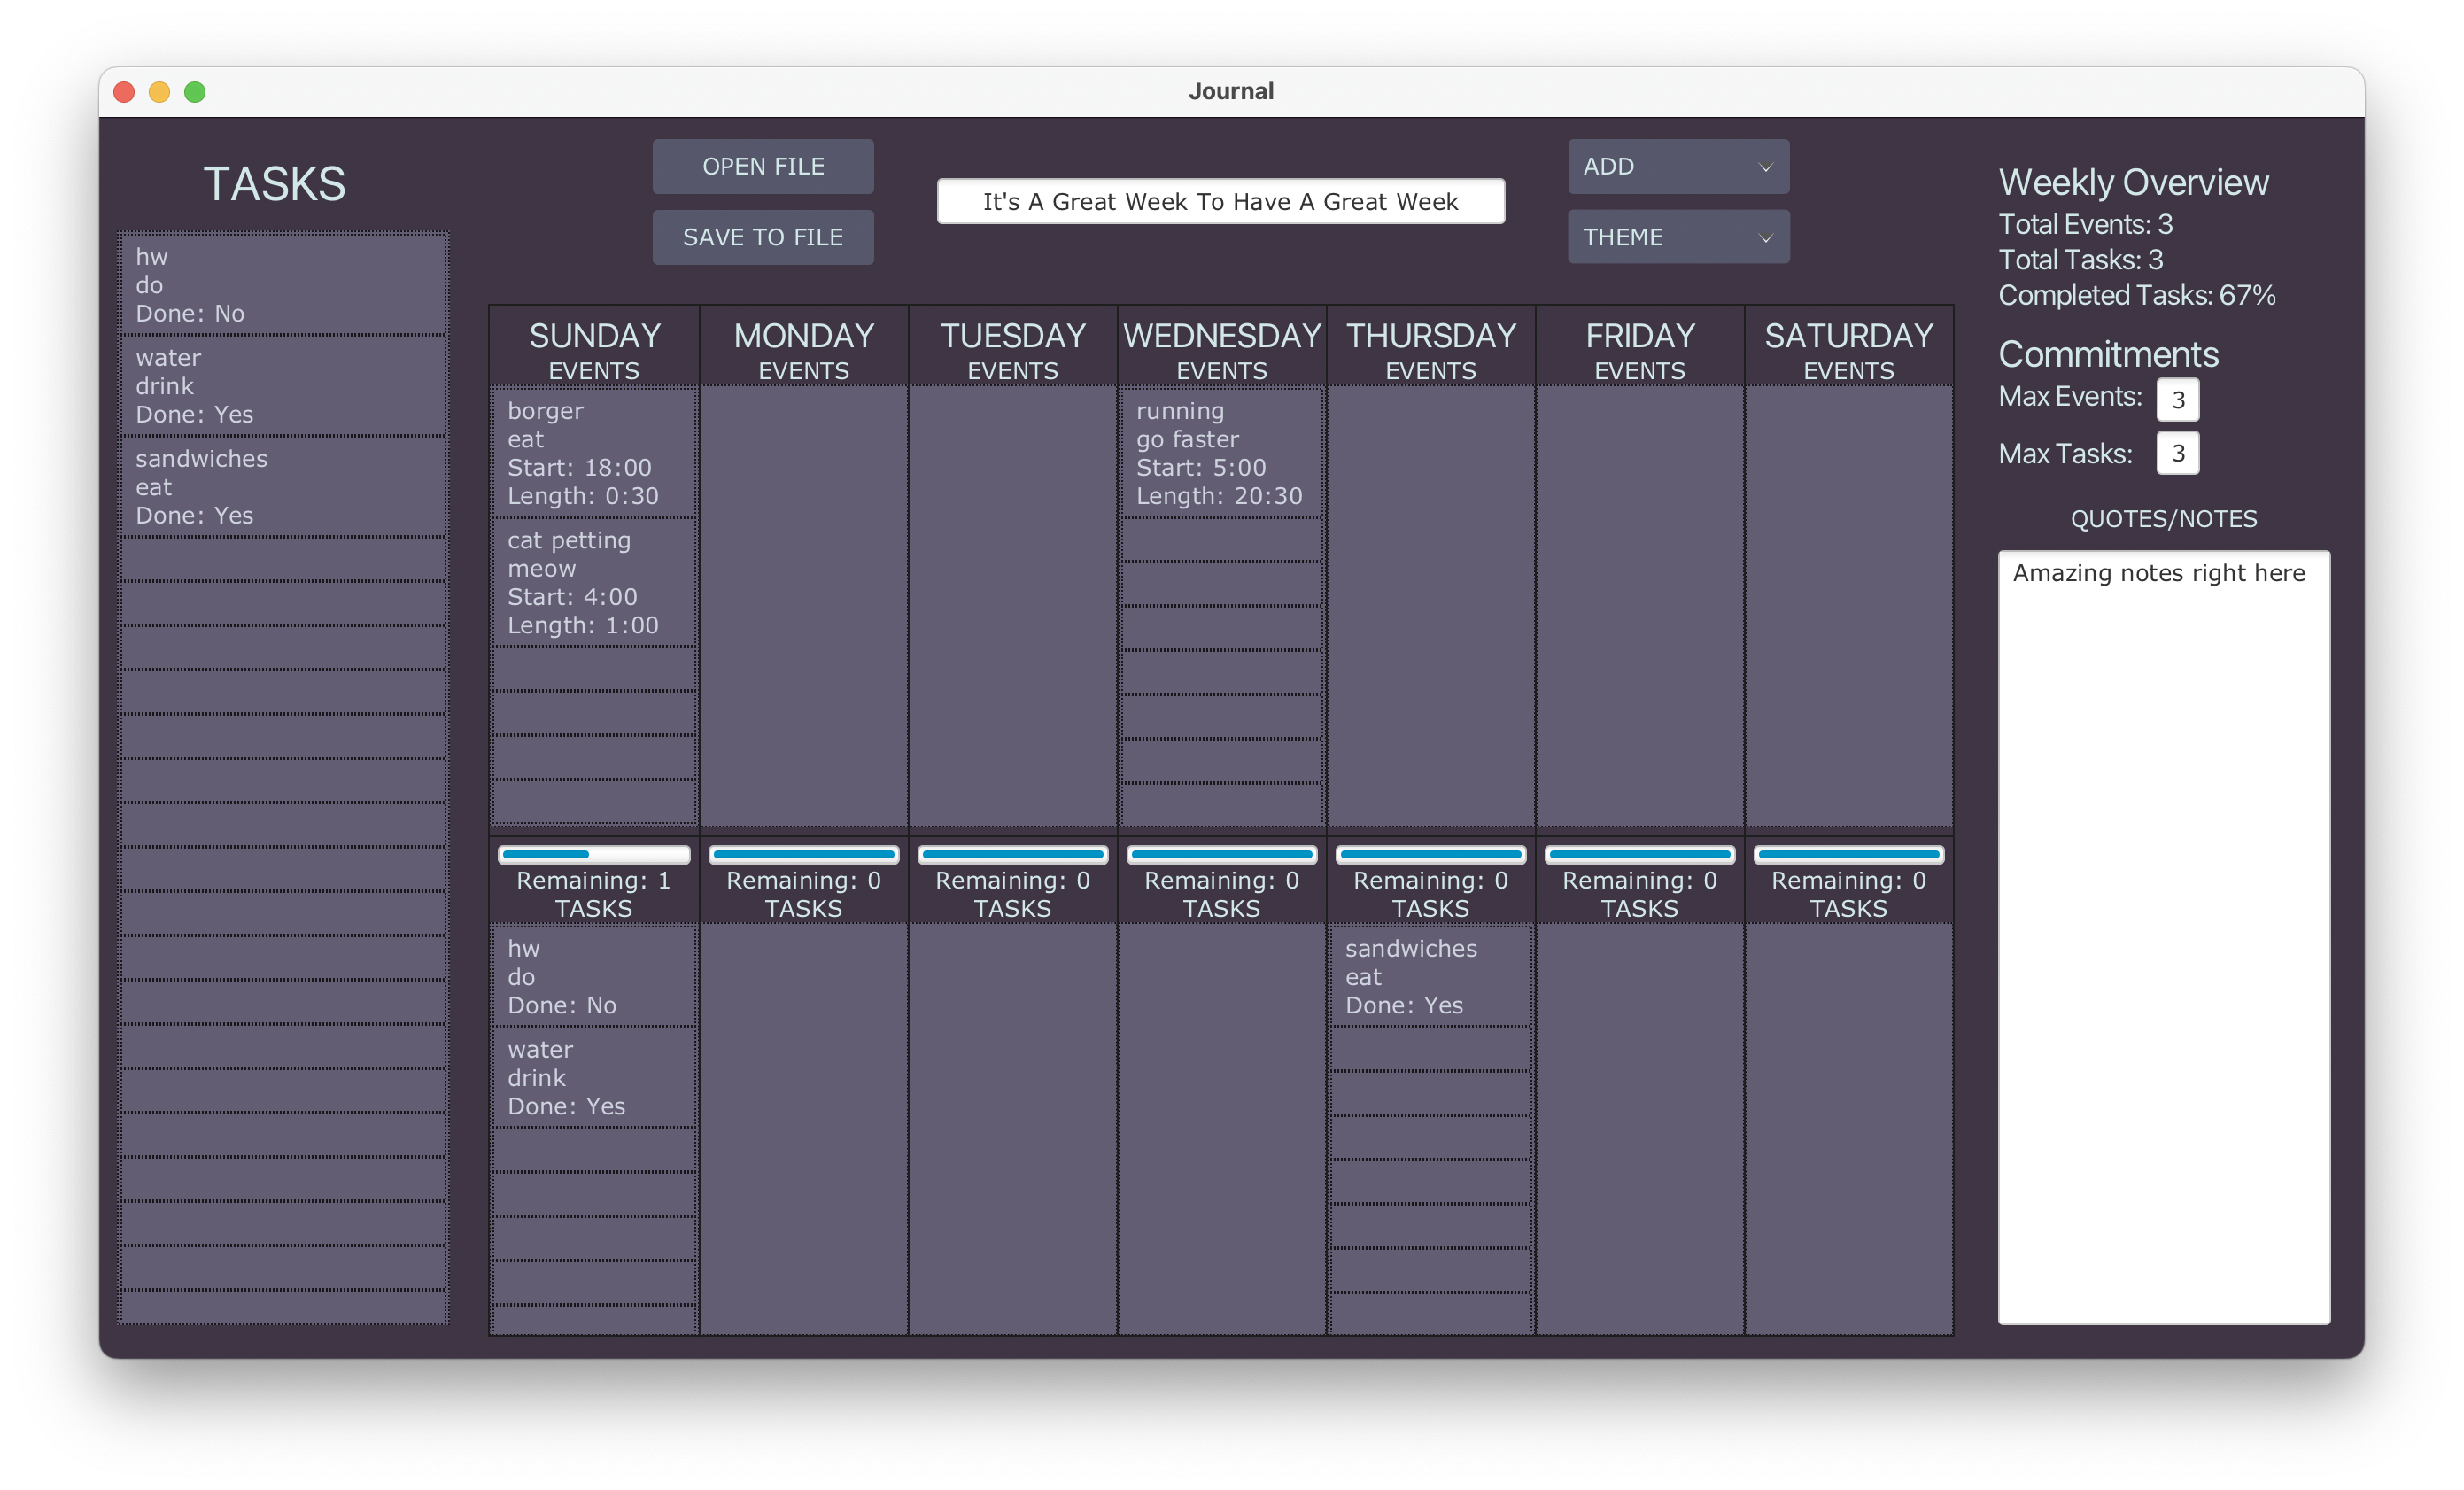 Journal
TASKS
hw
do
Done: No
water
drink
Done: Yes
sandwiches
eat
Done: Yes
OPEN FILE
SAVE TO FILE
It's A Great Week To Have A Great Week
ADD
THEME
SUNDAY
EVENTS
borger
eat
Start: 18:00
Length: 0:30
cat petting
meow
Start: 4:00
Length: 1:00
Remaining: 1
TASKS
hw
do
Done: No
water
drink
Done: Yes
MONDAY
EVENTS
Remaining: 0
TASKS
TUESDAY
EVENTS
Remaining: 0
TASKS
WEDNESDAY
EVENTS
running
go faster
Start: 5:00
Length: 20:30
Remaining: 0
TASKS
THURSDAY
EVENTS
Remaining: 0
TASKS
sandwiches
eat
Done: Yes
FRIDAY
EVENTS
Remaining: 0
TASKS
SATURDAY
EVENTS
Remaining: 0
TASKS
Weekly Overview
Total Events: 3
Total Tasks: 3
Completed Tasks: 67%
Commitments
Max Events: 3
Max Tasks: 3
QUOTES/NOTES
Amazing notes right here